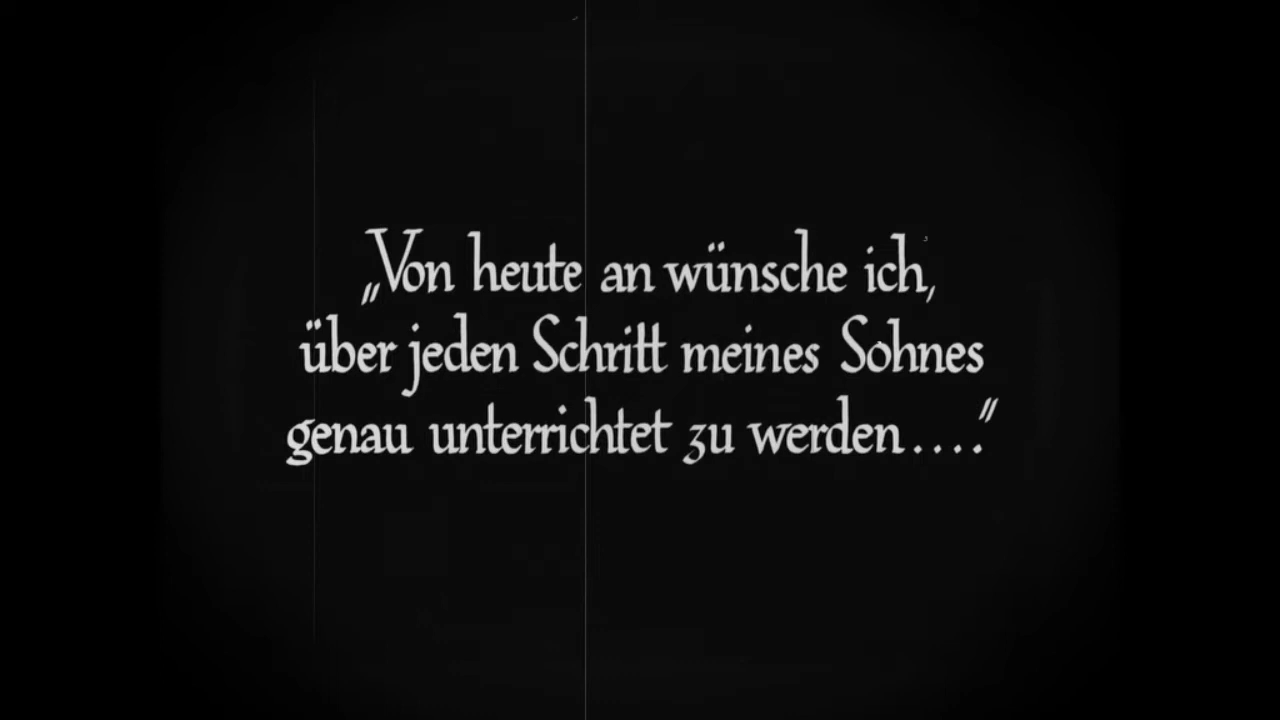 „Von heute an wünsche ich,
über jeden Schritt meines Sohnes
genau unterrichtet zu werden...."